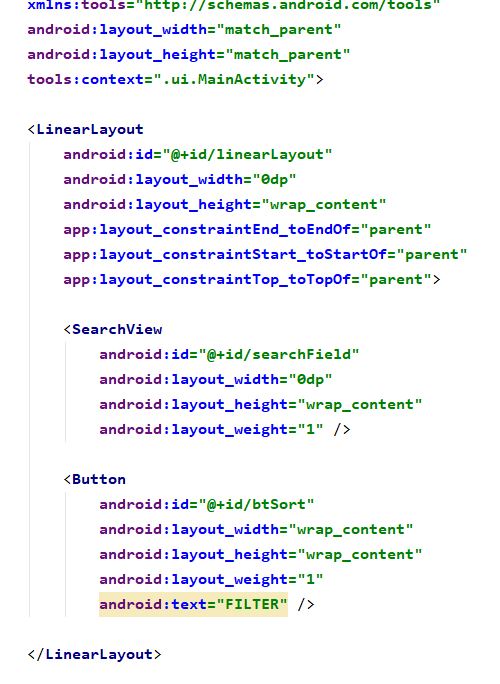 xmlns:tools="http://schemas.android.com/tools"
android:layout_width="match_parent"
android:layout_height="match_parent"
tools:context=".ui.MainActivity">
<LinearLayout
android:id="@+id/linearLayout"
android:layout_width="0dp"
android:layout_height="wrap_content"
app:layout_constraintEnd_toEndOf="parent"
app:layout_constraintStart_toStartOf="parent"
app:layout_constraintTop_toTopOf="parent">
<SearchView
android:id="@+id/searchField"
android:layout_width="0dp"
android:layout_height="wrap_content"
android:layout_weight="1" />
<Button
android:id="@+id/btSort"
android:layout_width="wrap_content"
android:layout_height="wrap_content"
android:layout_weight="1"
android:text="FILTER" />
</LinearLayout>